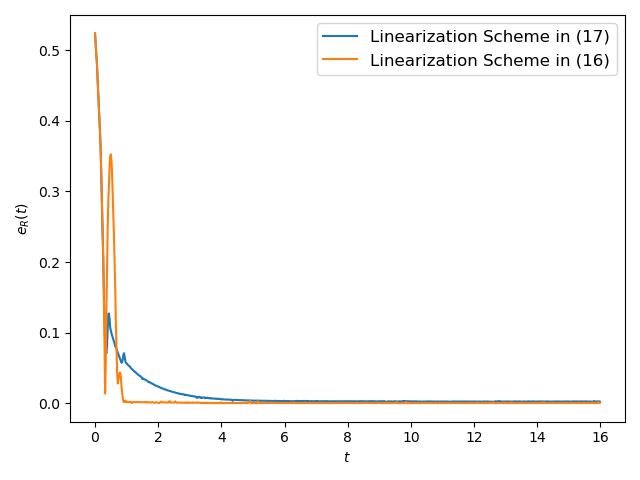 Linearization Scheme in (17)
Linearization Scheme in (16)
0.5
0.4
0.3
0.2
0.1
0.0
e_R(t)
0 2 4 6 8 10 12 14 16
t